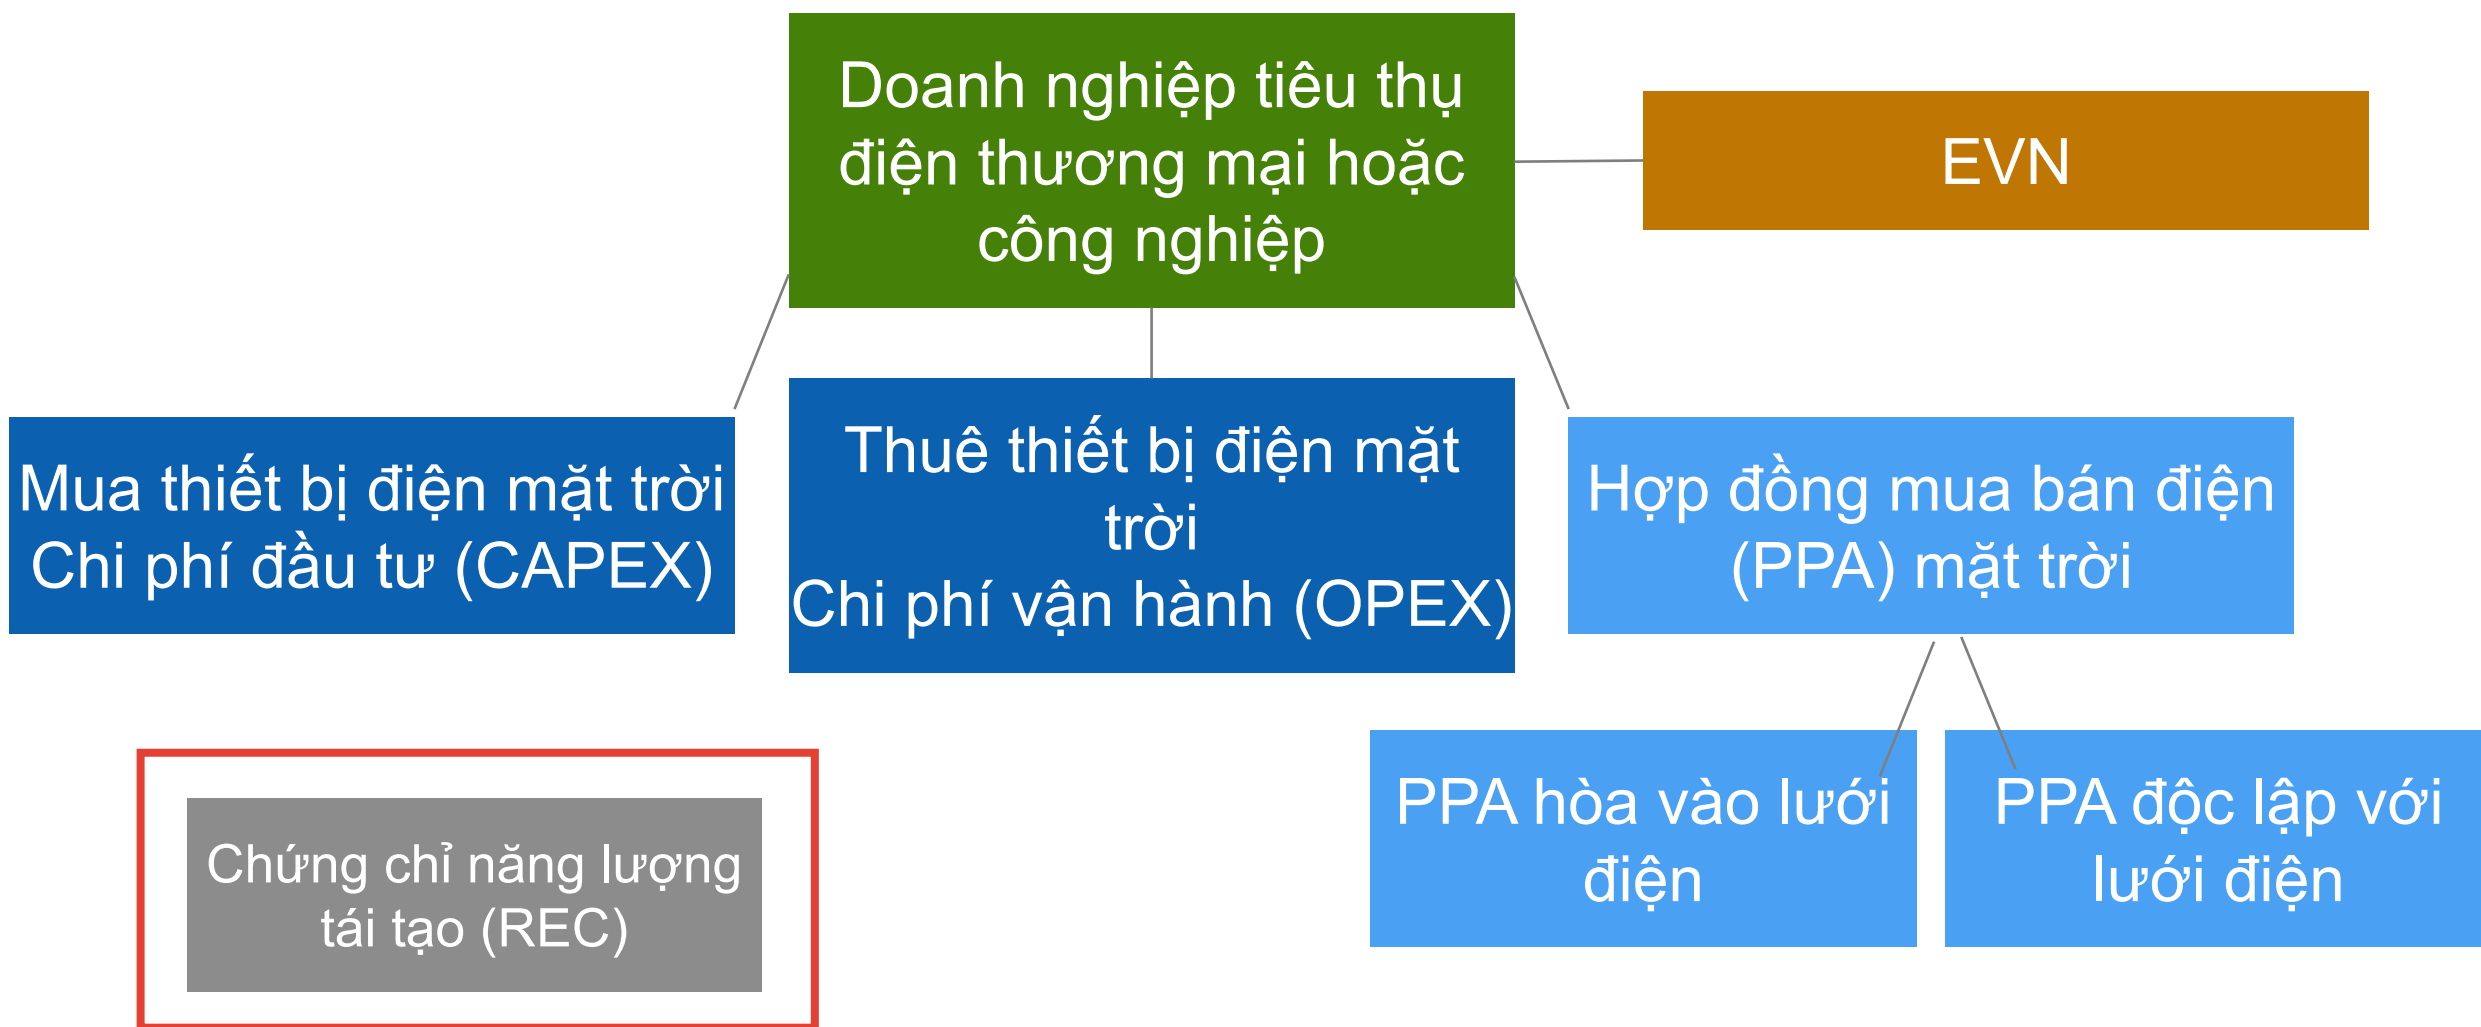 Doanh nghiệp tiêu thụ
điện thương mại hoặc
công nghiệp
EVN
Mua thiết bị điện mặt trời
Chi phí đầu tư (CAPEX)
Thuê thiết bị điện mặt
trời
Chi phí vận hành (OPEX)
Hợp đồng mua bán điện
(PPA) mặt trời
PPA hòa vào lưới
điện
PPA độc lập với
lưới điện
Chứng chỉ năng lượng
tái tạo (REC)